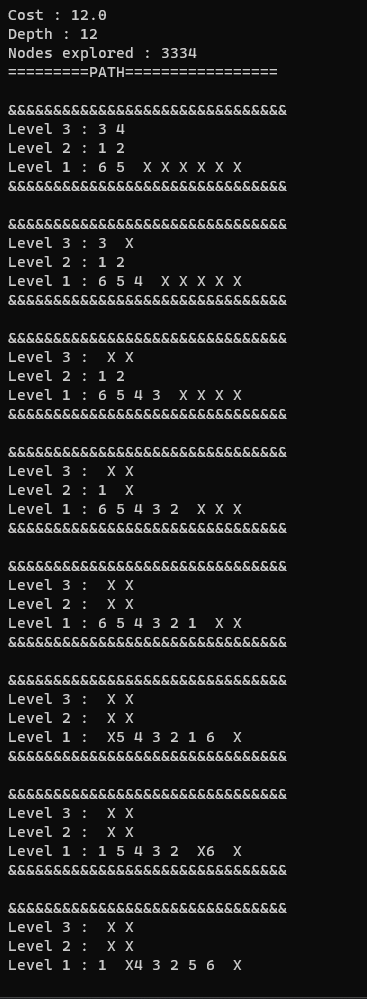 Cost : 12.0
Depth : 12
Nodes explored : 3334
=========PATH=================
&&&&&&&&&&&&&&&&&&&&&&&&&&&&&&&
Level 3 : 3 4
Level 2 : 1 2
Level 1 : 6 5  X X X X X X
&&&&&&&&&&&&&&&&&&&&&&&&&&&&&&&
&&&&&&&&&&&&&&&&&&&&&&&&&&&&&&&
Level 3 : 3  X
Level 2 : 1 2
Level 1 : 6 5 4  X X X X X
&&&&&&&&&&&&&&&&&&&&&&&&&&&&&&&
&&&&&&&&&&&&&&&&&&&&&&&&&&&&&&&
Level 3 :  X X
Level 2 : 1 2
Level 1 : 6 5 4 3  X X X X
&&&&&&&&&&&&&&&&&&&&&&&&&&&&&&&
&&&&&&&&&&&&&&&&&&&&&&&&&&&&&&&
Level 3 :  X X
Level 2 : 1  X
Level 1 : 6 5 4 3 2  X X X
&&&&&&&&&&&&&&&&&&&&&&&&&&&&&&&
&&&&&&&&&&&&&&&&&&&&&&&&&&&&&&&
Level 3 :  X X
Level 2 :  X X
Level 1 : 6 5 4 3 2 1  X X
&&&&&&&&&&&&&&&&&&&&&&&&&&&&&&&
&&&&&&&&&&&&&&&&&&&&&&&&&&&&&&&
Level 3 :  X X
Level 2 :  X X
Level 1 :  X5 4 3 2 1 6  X
&&&&&&&&&&&&&&&&&&&&&&&&&&&&&&&
&&&&&&&&&&&&&&&&&&&&&&&&&&&&&&&
Level 3 :  X X
Level 2 :  X X
Level 1 : 1 5 4 3 2  X6  X
&&&&&&&&&&&&&&&&&&&&&&&&&&&&&&&
&&&&&&&&&&&&&&&&&&&&&&&&&&&&&&&
Level 3 :  X X
Level 2 :  X X
Level 1 : 1  X4 3 2 5 6  X